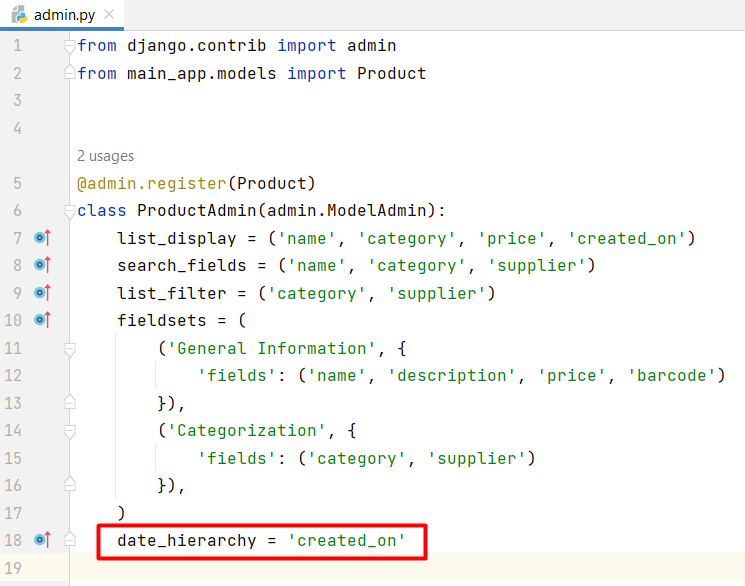 admin.py
1 from django.contrib import admin
2 from main_app.models import Product
3
4
2 usages
5 @admin.register(Product)
6 class ProductAdmin(admin.ModelAdmin):
7     list_display = ('name', 'category', 'price', 'created_on')
8     search_fields = ('name', 'category', 'supplier')
9     list_filter = ('category', 'supplier')
10     fieldsets = (
11         ('General Information', {
12             'fields': ('name', 'description', 'price', 'barcode')
13         }),
14         ('Categorization', {
15             'fields': ('category', 'supplier')
16         }),
17     )
18     date_hierarchy = 'created_on'
19